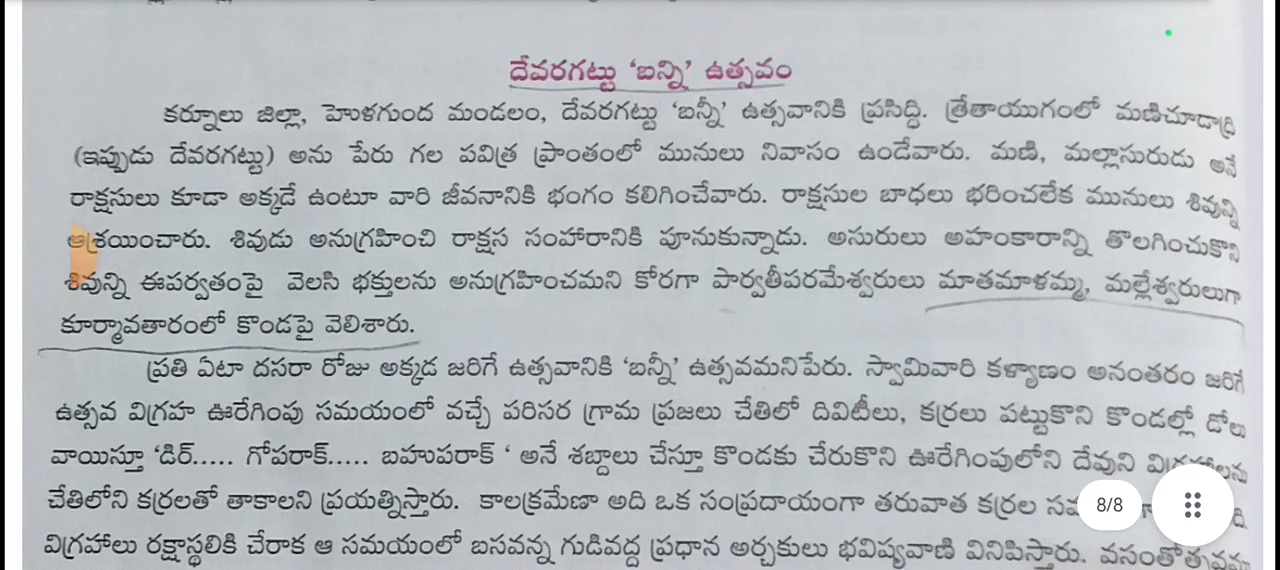 దేవరగట్టు ‘బన్ని’ ఉత్సవం
కర్నూలు జిల్లా, హొళగుంద మండలం, దేవరగట్టు ‘బన్నీ’ ఉత్సవానికి ప్రసిద్ధి. త్రేతాయుగంలో మణిచూడాద్రి
(ఇప్పుడు దేవరగట్టు) అను పేరు గల పవిత్ర ప్రాంతంలో మునులు నివాసం ఉండేవారు. మణి, మల్లాసురుడు అనే
రాక్షసులు కూడా అక్కడే ఉంటూ వారి జీవనానికి భంగం కలిగించేవారు. రాక్షసుల బాధలు భరించలేక మునులు శివున్ని
ఆశ్రయించారు. శివుడు అనుగ్రహించి రాక్షస సంహారానికి పూనుకున్నాడు. అసురులు అహంకారాన్ని తొలగించుకొని
శివున్ని ఈపర్వతంపై వెలసి భక్తులను అనుగ్రహించమని కోరగా పార్వతీపరమేశ్వరులు మాతమాళమ్మ, మల్లేశ్వరులుగా
కూర్మావతారంలో కొండపై వెలిశారు.
ప్రతి ఏటా దసరా రోజు అక్కడ జరిగే ఉత్సవానికి ‘బన్నీ’ ఉత్సవమనిపేరు. స్వామివారి కళ్యాణం అనంతరం జరిగే
ఉత్సవ విగ్రహ ఊరేగింపు సమయంలో వచ్చే పరిసర గ్రామ ప్రజలు చేతిలో దివిటీలు, కర్రలు పట్టుకొని కొండల్లో డోలు
వాయిస్తూ ‘డిర్..... గోపరాక్..... బహుపరాక్ ‘ అనే శబ్దాలు చేస్తూ కొండకు చేరుకొని ఊరేగింపులోని దేవుని విగ్రహాలను
చేతిలోని కర్రలతో తాకాలని ప్రయత్నిస్తారు. కాలక్రమేణా అది ఒక సంప్రదాయంగా తరువాత కర్రల
విగ్రహాలు రక్షాస్థలికి చేరాక ఆ సమయంలో బసవన్న గుడివద్ద ప్రధాన అర్చకులు భవిష్యవాణి వినిపిస్తారు.
8/8